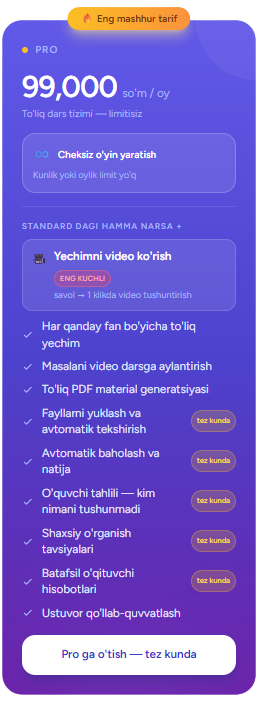 Eng mashhur tarif
PRO
99,000 so'm / oy
To'liq dars tizimi — limitisiz
Cheksiz o'yin yaratish
Kunlik yoki oylik limit yo'q
STANDARD DAGI HAMMA NARSA +
Yechimni video ko'rish
ENG KUCHLI
savol → 1 klikda video tushuntirish
Har qanday fan bo'yicha to'liq
yechim
Masalani video darsga aylantirish
To'liq PDF material generatsiyasi
Fayllarni yuklash va
avtomatik tekshirish
tez kunda
Avtomatik baholash va
natija
tez kunda
O'quvchi tahlili — kim
nimani tushunmadi
tez kunda
Shaxsiy o'rganish
tavsiyalari
tez kunda
Batafsil o'qituvchi
hisobotlari
tez kunda
Ustuvor qo'llab-quvvatlash
Pro ga o'tish — tez kunda